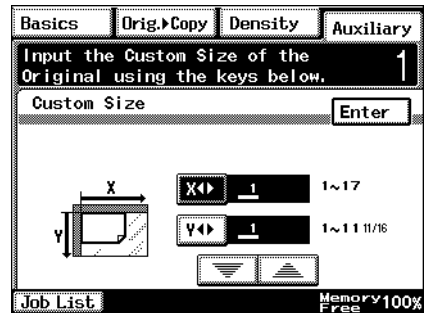 Basics Orig.▸Copy Density Auxiliary
Input the Custom Size of the
Original using the keys below. 1
Custom Size Enter
X X◂▸ 1 1~17
Y Y◂▸ 1 1~11 11/16
Job List Memory Free 100%